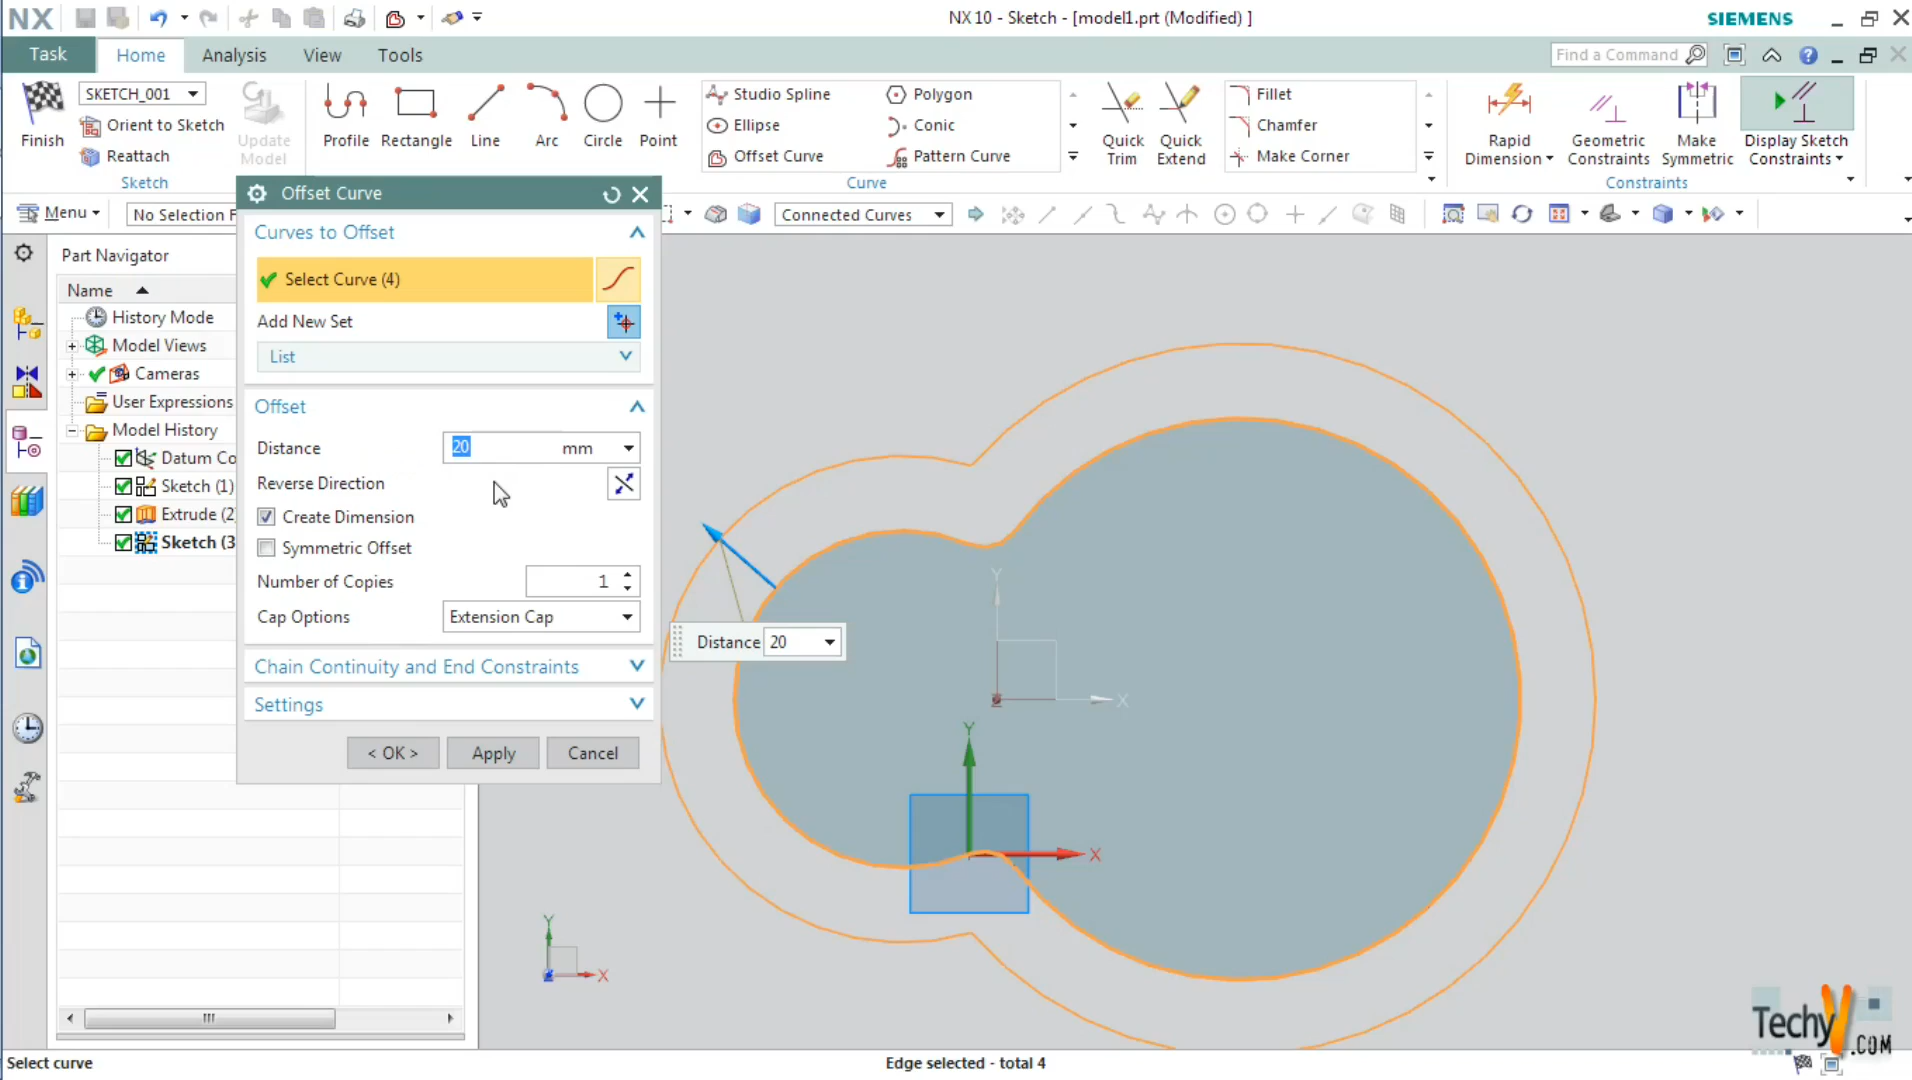 NX
NX 10 - Sketch - [model1.prt (Modified) ]
SIEMENS
Task
Home
Analysis
View
Tools
Find a Command
Finish
SKETCH_001
Orient to Sketch
Reattach
Update Model
Sketch
Profile
Rectangle
Line
Arc
Circle
Point
Studio Spline
Ellipse
Offset Curve
Polygon
Conic
Pattern Curve
Quick Trim
Quick Extend
Fillet
Chamfer
Make Corner
Curve
Rapid Dimension
Geometric Constraints
Make Symmetric
Display Sketch Constraints
Constraints
Menu
No Selection F
Connected Curves
Part Navigator
Name
History Mode
Model Views
Cameras
User Expressions
Model History
Datum Co
Sketch (1)
Extrude (2
Sketch (3
Offset Curve
Curves to Offset
Select Curve (4)
Add New Set
List
Offset
Distance
20 mm
Reverse Direction
Create Dimension
Symmetric Offset
Number of Copies
1
Cap Options
Extension Cap
Chain Continuity and End Constraints
Settings
< OK >
Apply
Cancel
Distance 20
Y
X
Y
X
Y
X
Select curve
Edge selected - total 4
TechyV.COM